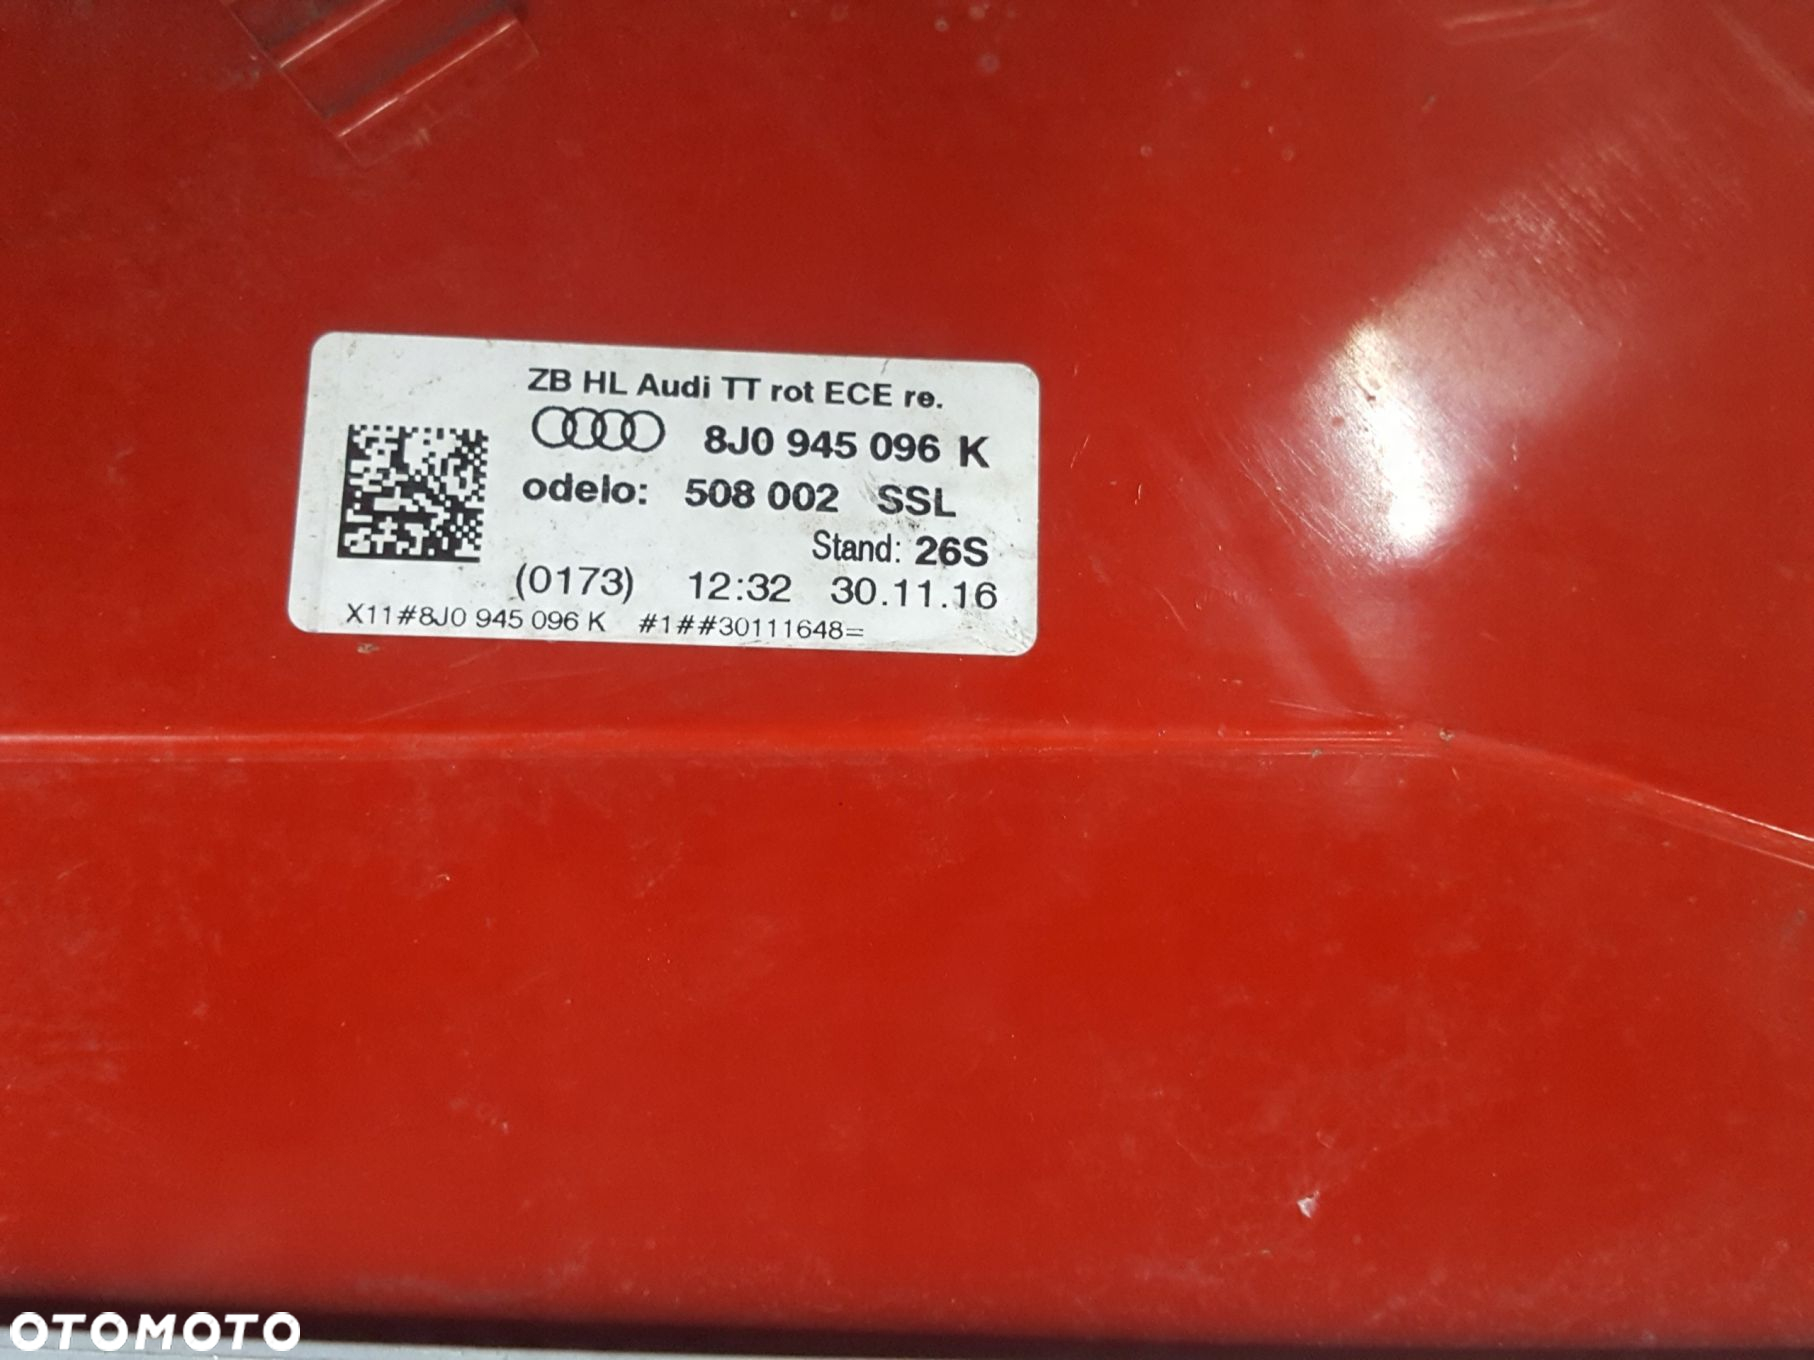 ZB HL Audi TT rot ECE re.
8J0 945 096 K
odelo: 508 002 SSL
Stand: 26S
(0173) 12:32 30.11.16
X11#8J0 945 096 K #1##30111648=
OTOMOTO